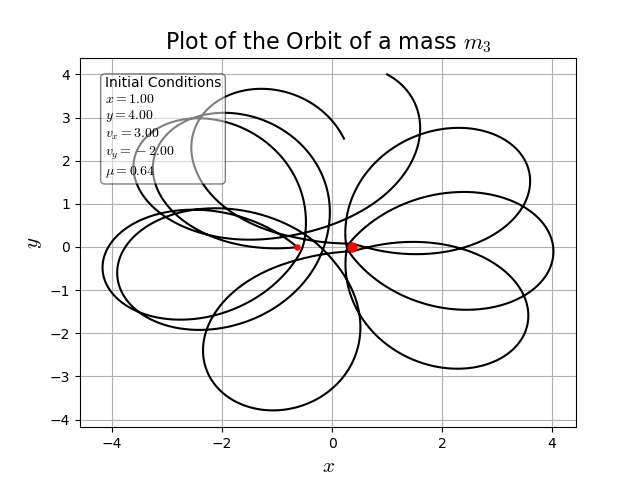 Plot of the Orbit of a mass m₃
Initial Conditions
x = 1.00
y = 4.00
vₓ = 3.00
v_y = −2.00
μ = 0.64
4
3
2
1
0
−1
−2
−3
−4
y
−4
−2
0
2
4
x